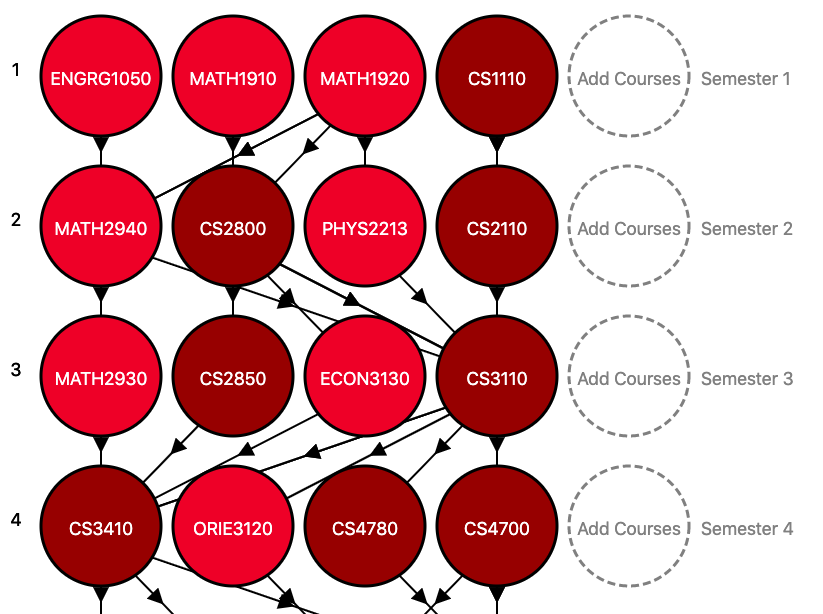 1 ENGRG1050 MATH1910 MATH1920 CS1110 Add Courses Semester 1
2 MATH2940 CS2800 PHYS2213 CS2110 Add Courses Semester 2
3 MATH2930 CS2850 ECON3130 CS3110 Add Courses Semester 3
4 CS3410 ORIE3120 CS4780 CS4700 Add Courses Semester 4